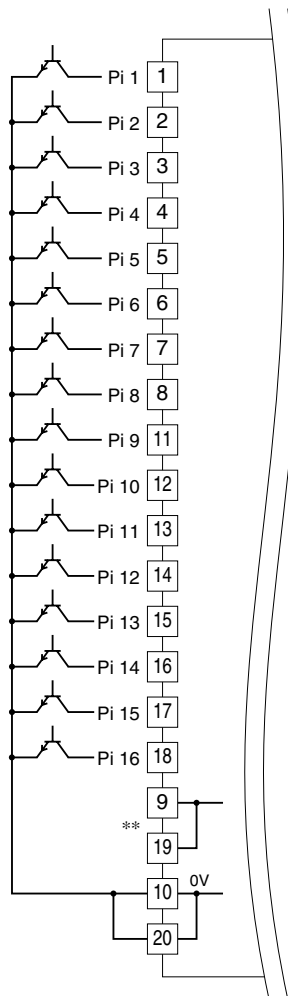 Pi 1 1
Pi 2 2
Pi 3 3
Pi 4 4
Pi 5 5
Pi 6 6
Pi 7 7
Pi 8 8
Pi 9 11
Pi 10 12
Pi 11 13
Pi 12 14
Pi 13 15
Pi 14 16
Pi 15 17
Pi 16 18
9
**
19
10 0V
20